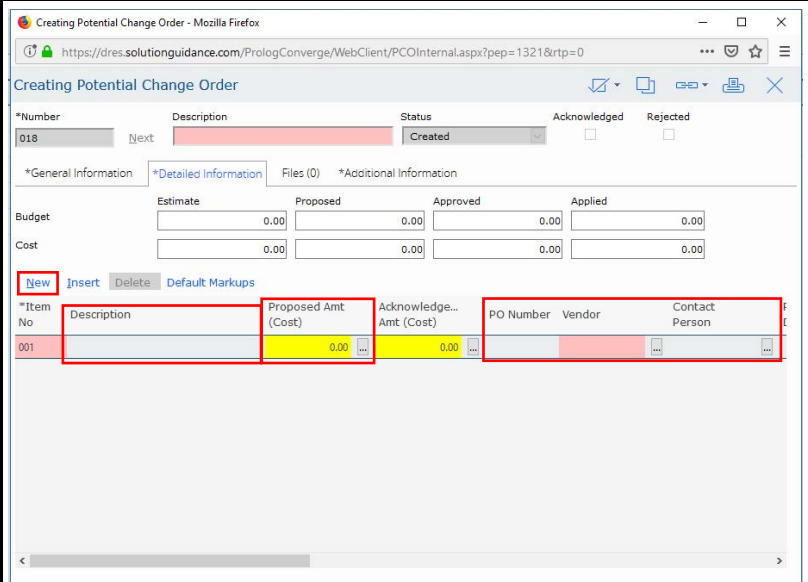 Creating Potential Change Order - Mozilla Firefox
https://dres.solutionguidance.com/PrologConverge/WebClient/PCOInternal.aspx?pep=1321&rtp=0
Creating Potential Change Order
*Number Description Status Acknowledged Rejected
018 Next Created
*General Information *Detailed Information Files (0) *Additional Information
Estimate Proposed Approved Applied
Budget 0.00 0.00 0.00 0.00
Cost 0.00 0.00 0.00 0.00
New Insert Delete Default Markups
*Item No Description Proposed Amt (Cost) Acknowledge... Amt (Cost) PO Number Vendor Contact Person
001 0.00 ... 0.00 ... ... ...